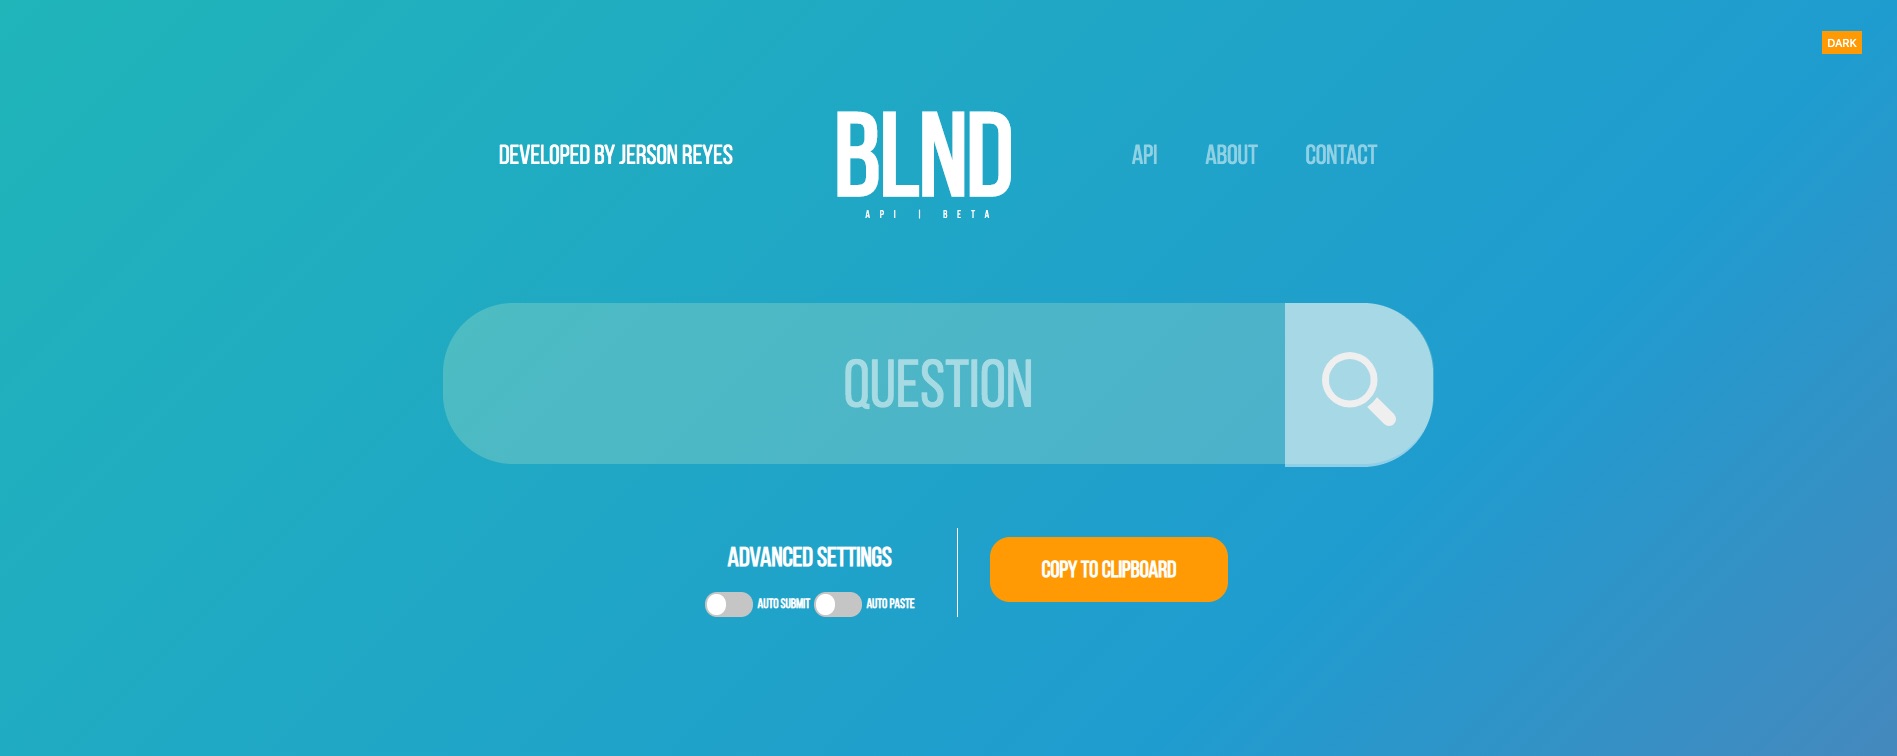 DARK
DEVELOPED BY JERSON REYES
BLND
API | BETA
API ABOUT CONTACT
QUESTION
ADVANCED SETTINGS
AUTO SUBMIT AUTO PASTE
COPY TO CLIPBOARD